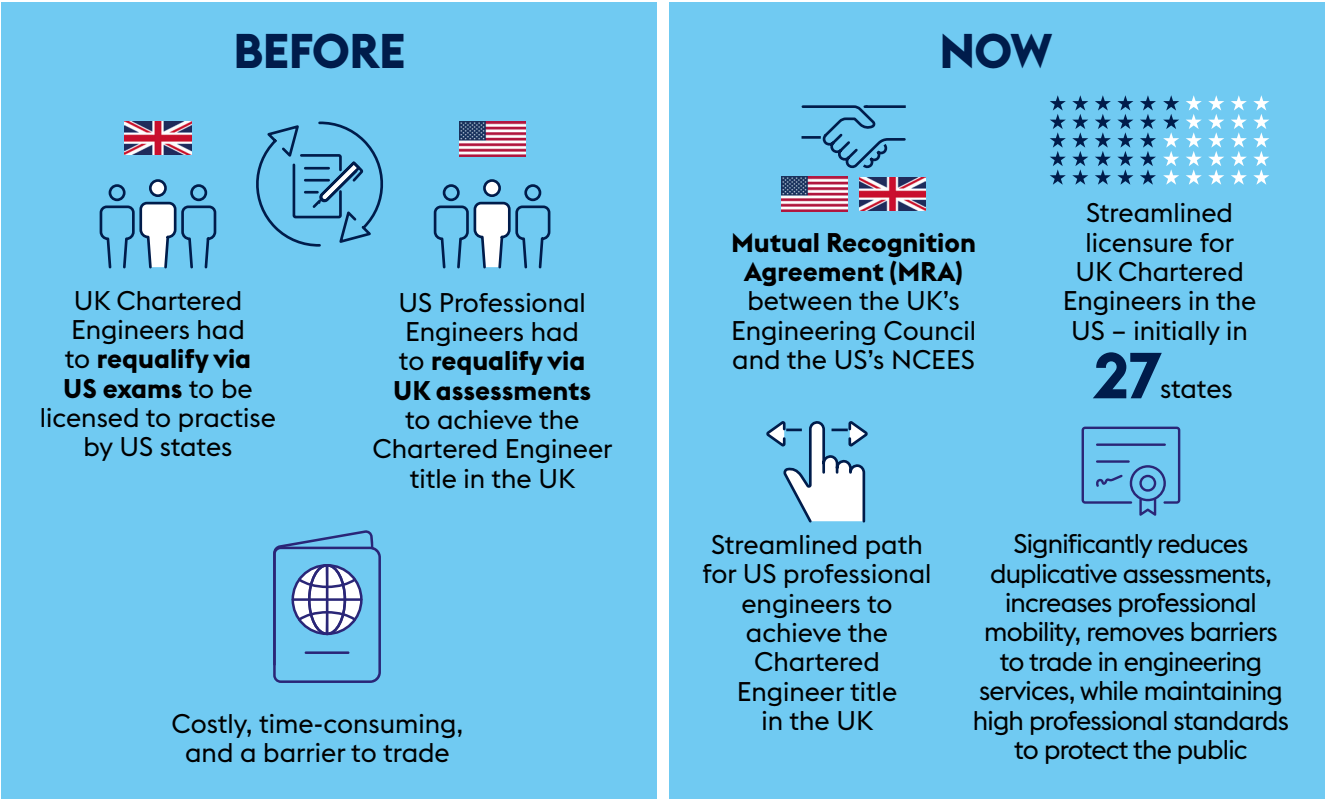 BEFORE
UK Chartered
Engineers had
to requalify via
US exams to be
licensed to practise
by US states
US Professional
Engineers had
to requalify via
UK assessments
to achieve the
Chartered Engineer
title in the UK
Costly, time-consuming,
and a barrier to trade
NOW
Mutual Recognition
Agreement (MRA)
between the UK’s
Engineering Council
and the US’s NCEES
Streamlined
licensure for
UK Chartered
Engineers in the
US – initially in
27 states
Streamlined path
for US professional
engineers to
achieve the
Chartered
Engineer title
in the UK
Significantly reduces
duplicative assessments,
increases professional
mobility, removes barriers
to trade in engineering
services, while maintaining
high professional standards
to protect the public